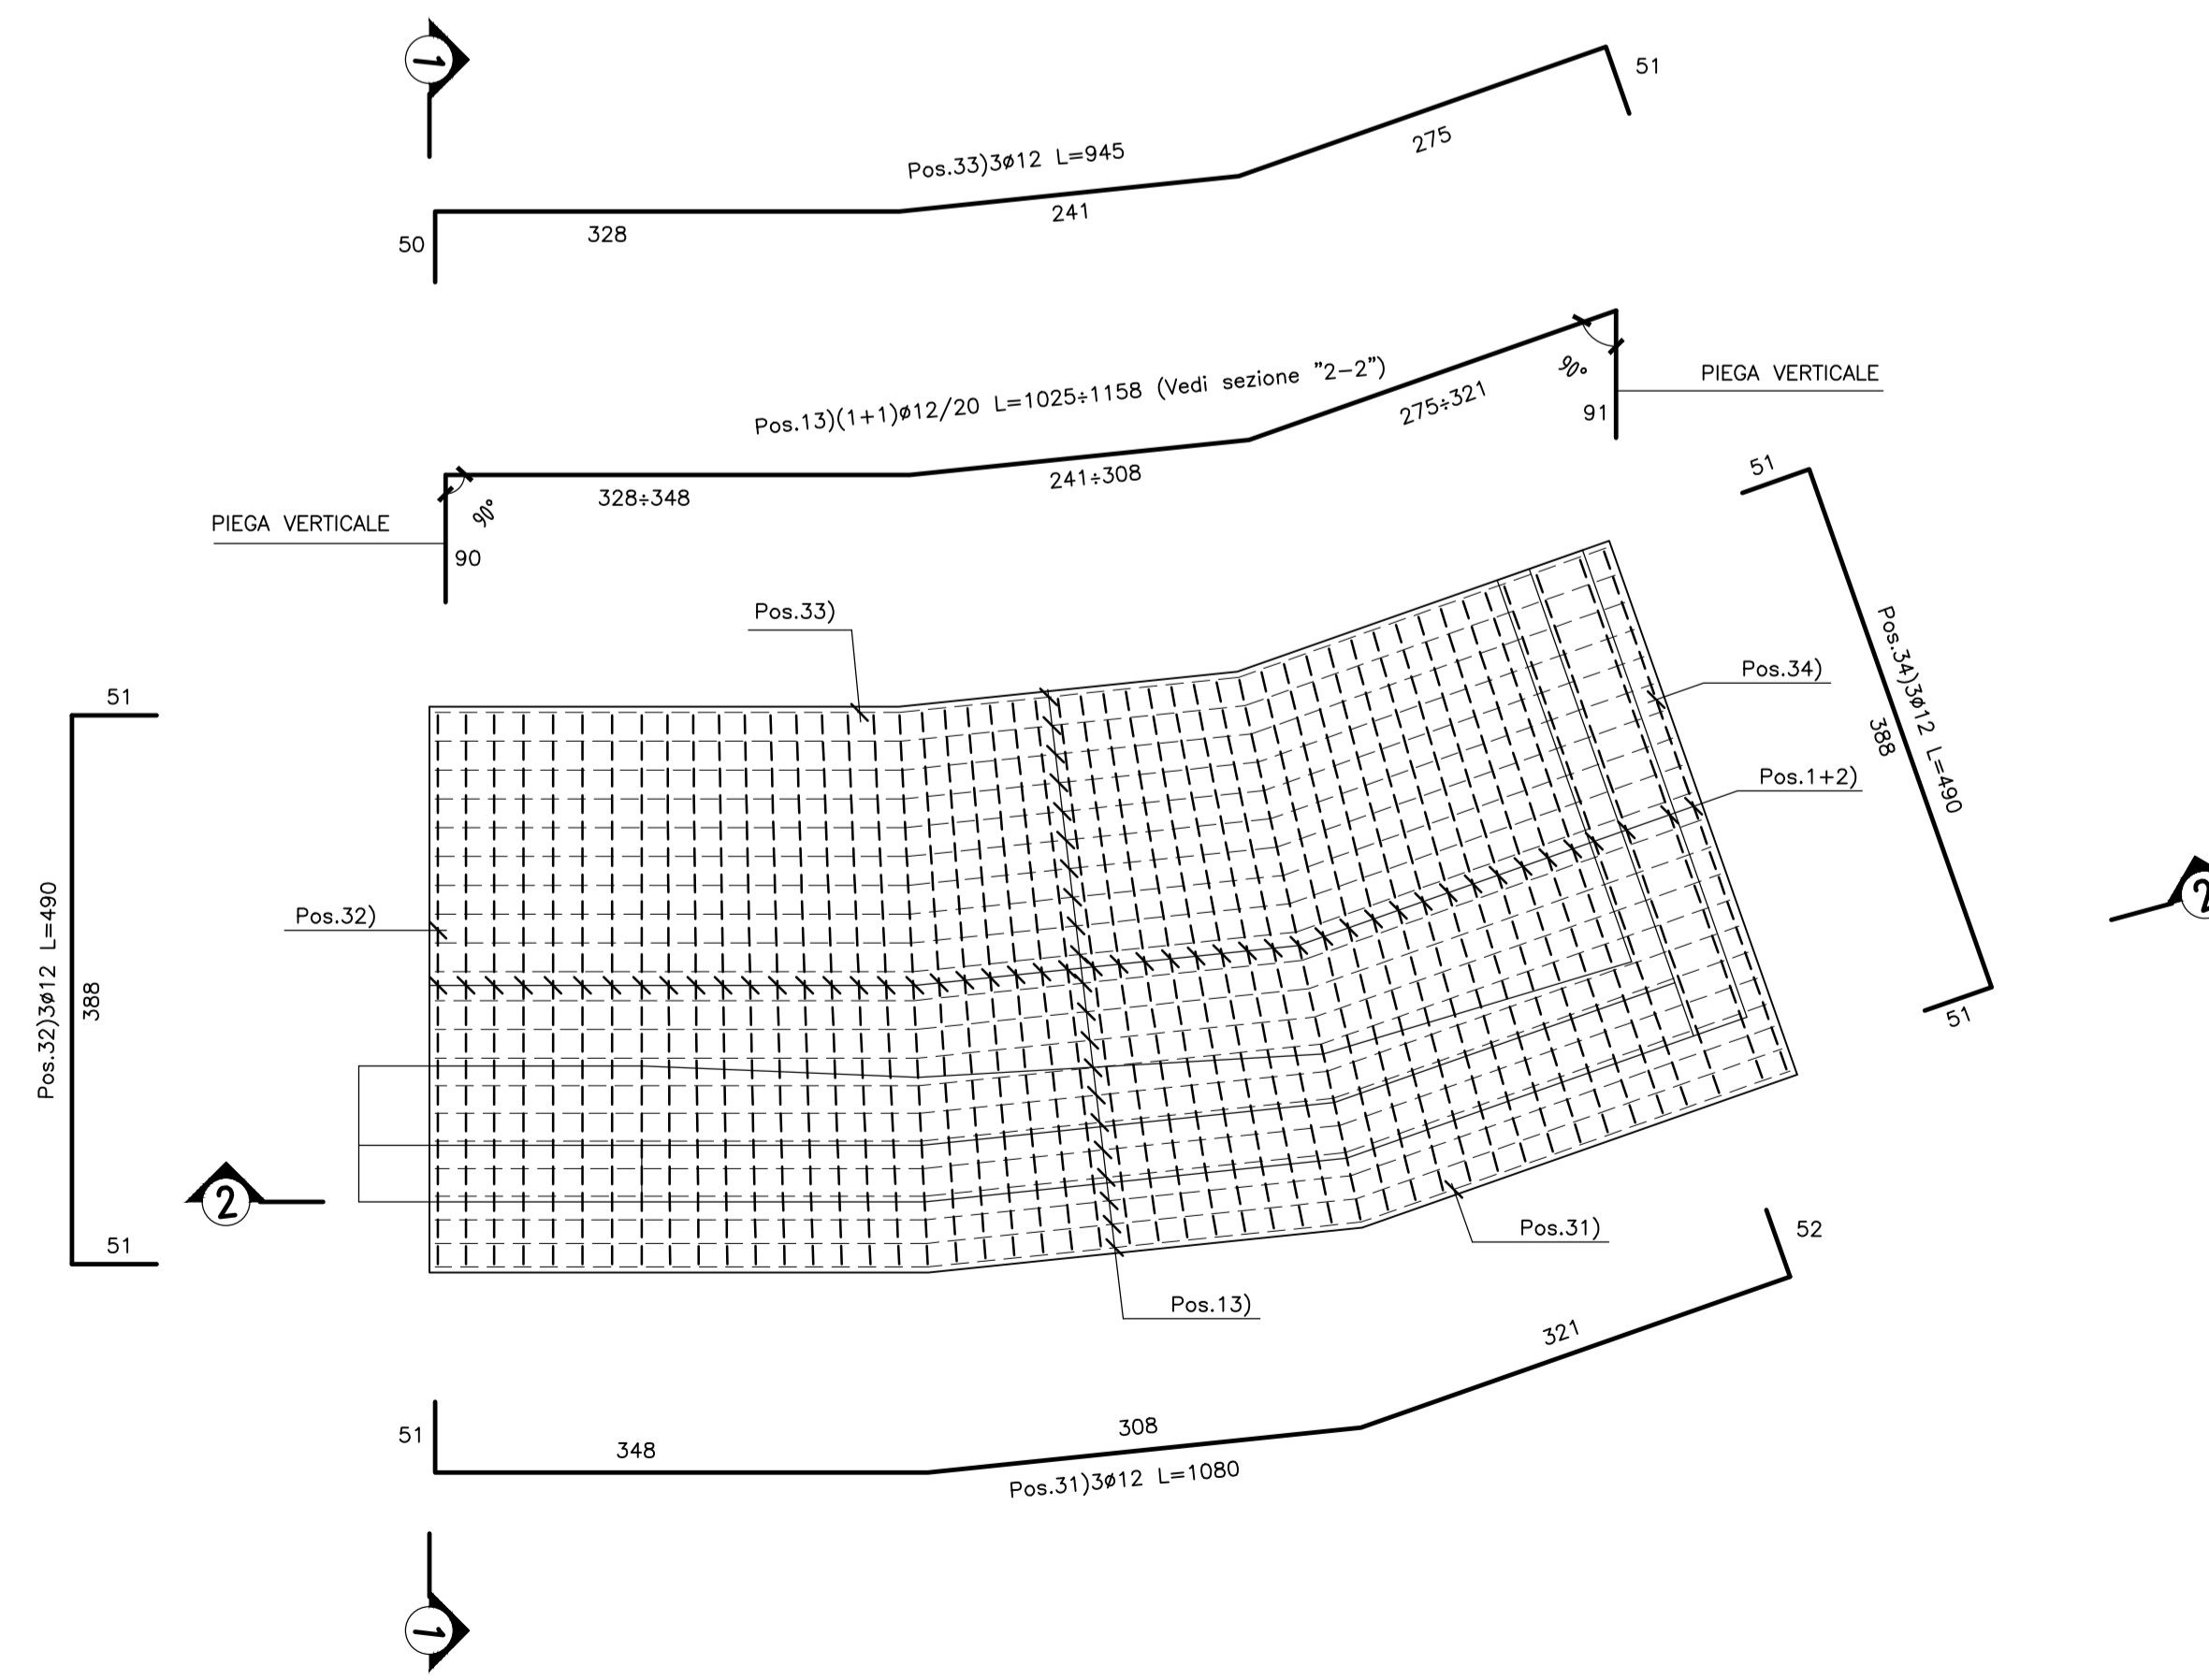 1
51
Pos.33)3ø12 L=945
275
241
50
328
Pos.13)(1+1)ø12/20 L=1025÷1158 (Vedi sezione "2-2")
90°
PIEGA VERTICALE
275÷321
91
241÷308
328÷348
90°
PIEGA VERTICALE
90
51
Pos.33)
Pos.34)3ø12 L=490
388
51
Pos.34)
51
Pos.1+2)
Pos.32)3ø12 L=490
388
Pos.32)
2
2
51
51
Pos.31)
52
Pos.13)
321
51
348
308
Pos.31)3ø12 L=1080
1